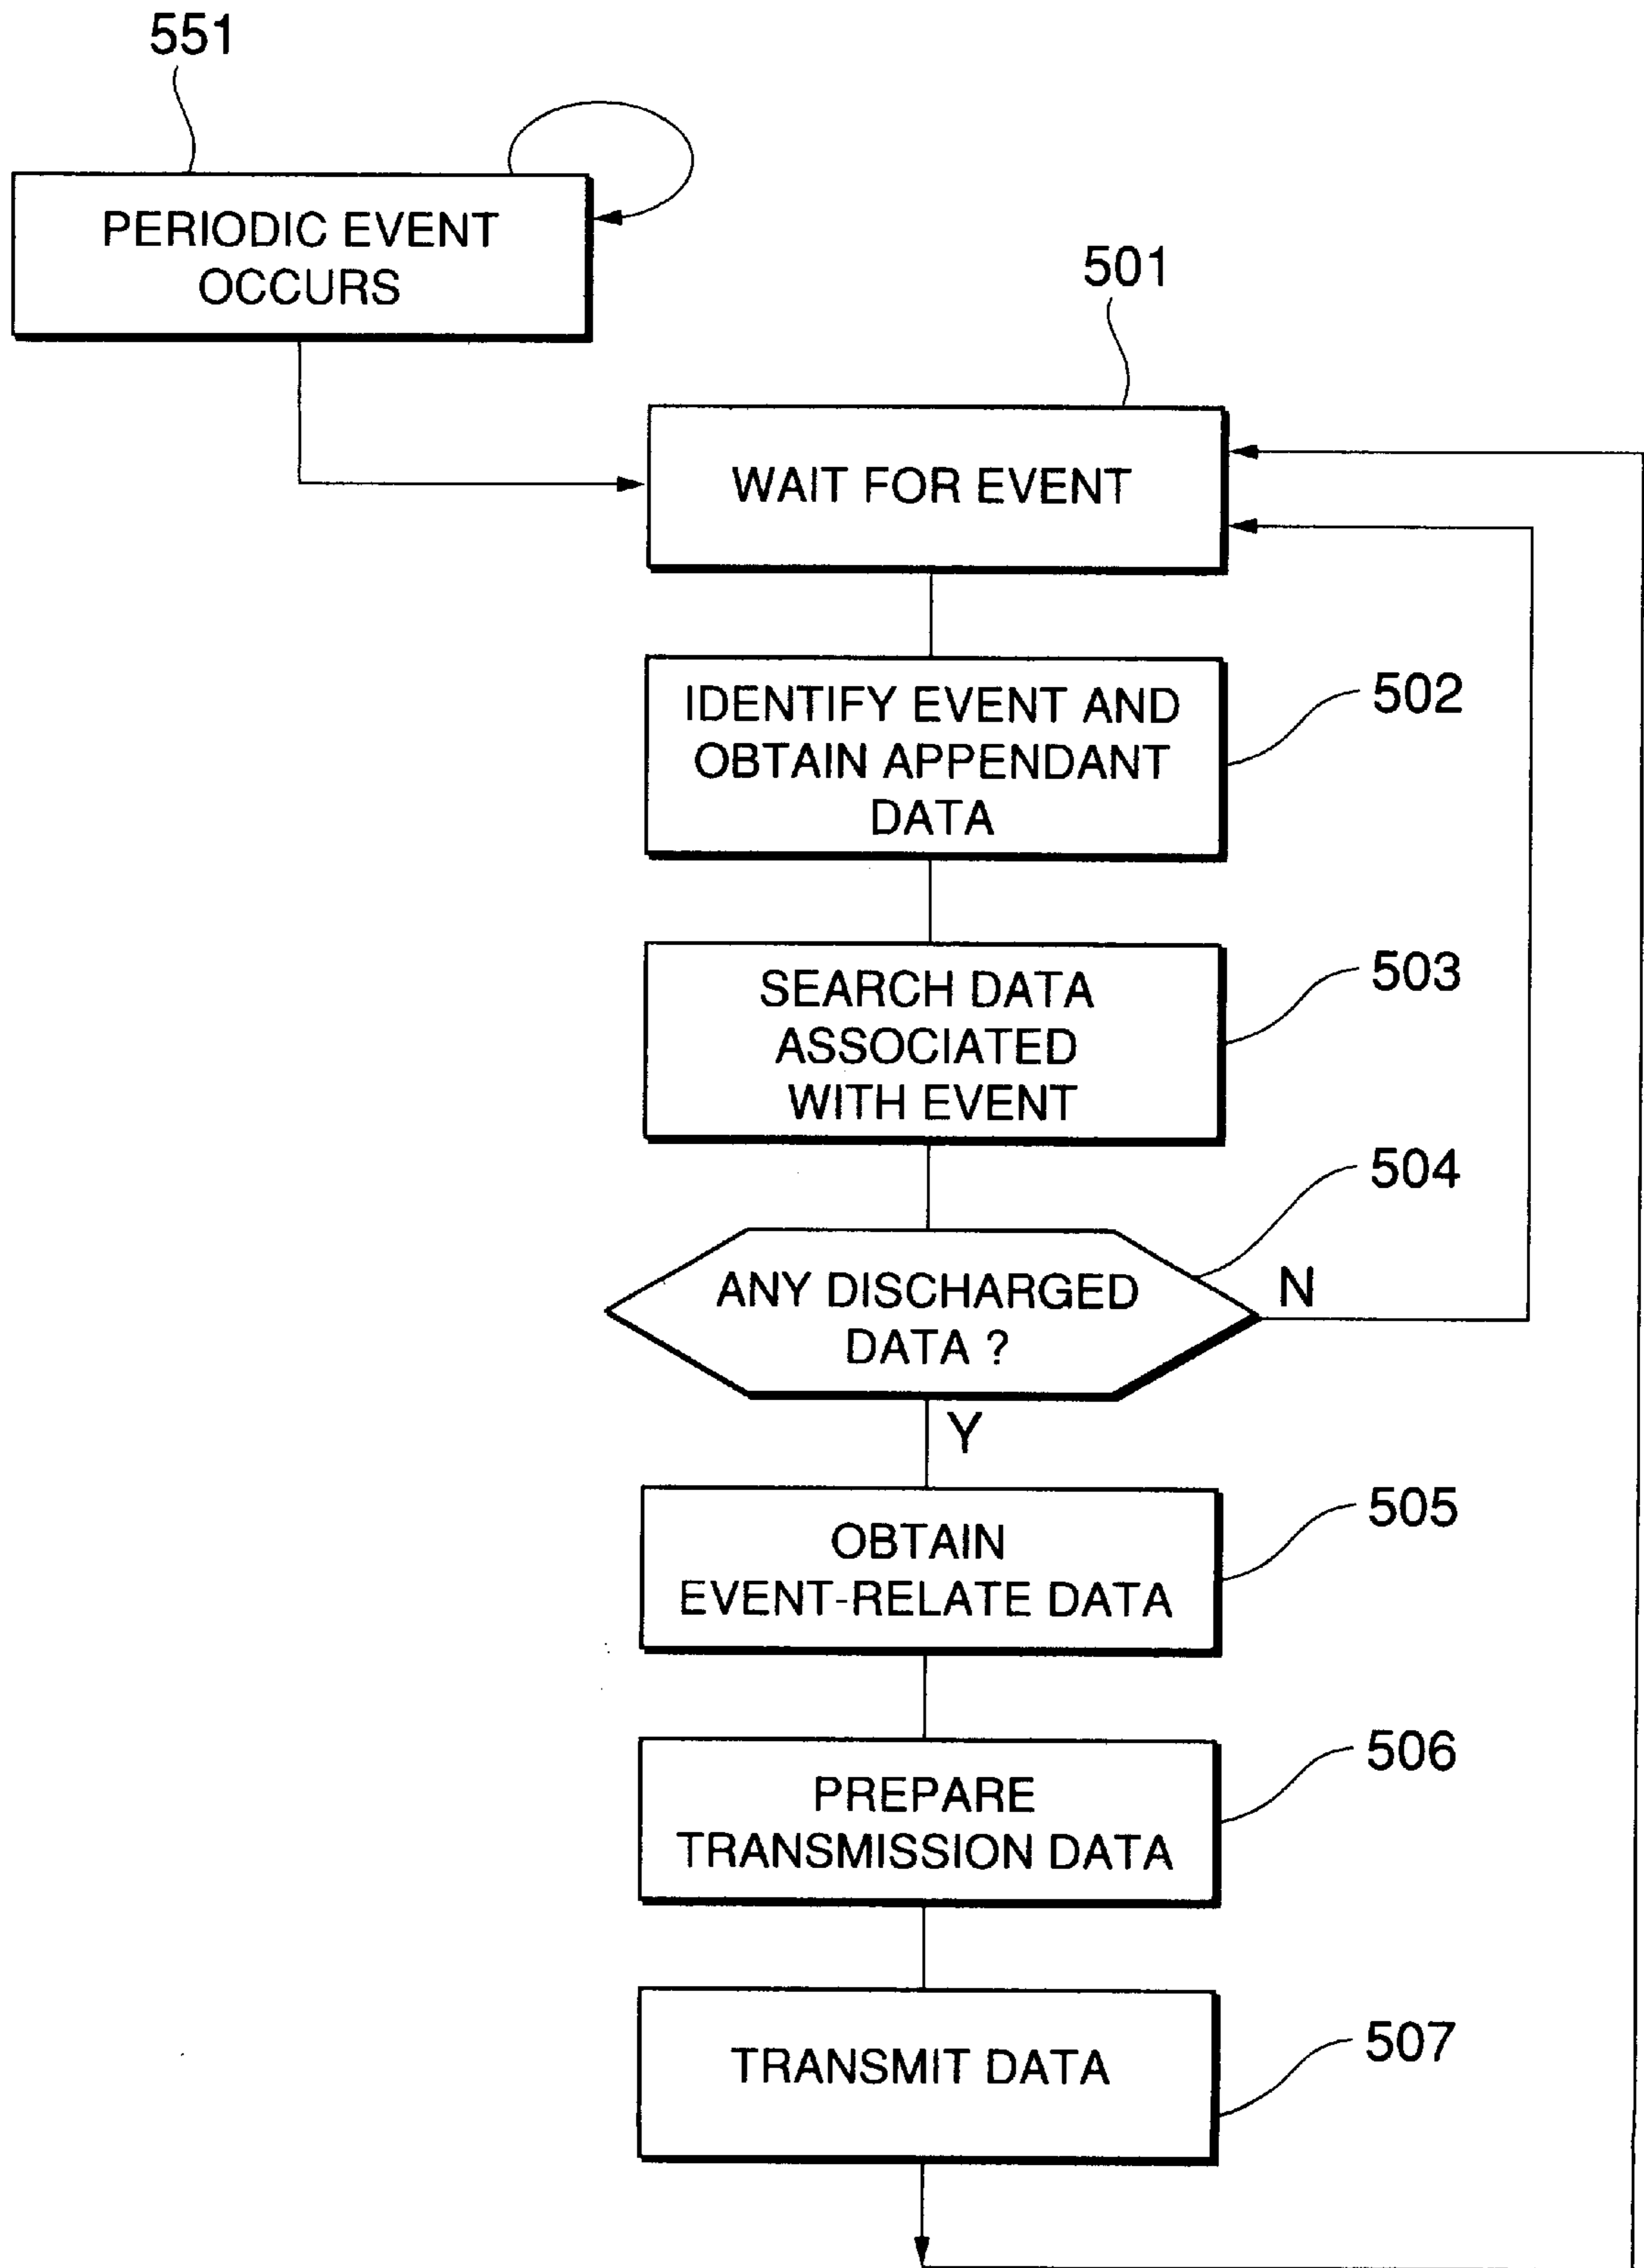 551
PERIODIC EVENT
OCCURS
501
WAIT FOR EVENT
IDENTIFY EVENT AND
OBTAIN APPENDANT
DATA
502
SEARCH DATA
ASSOCIATED
WITH EVENT
503
504
ANY DISCHARGED
DATA ?
N
Y
OBTAIN
EVENT-RELATE DATA
505
PREPARE
TRANSMISSION DATA
506
TRANSMIT DATA
507